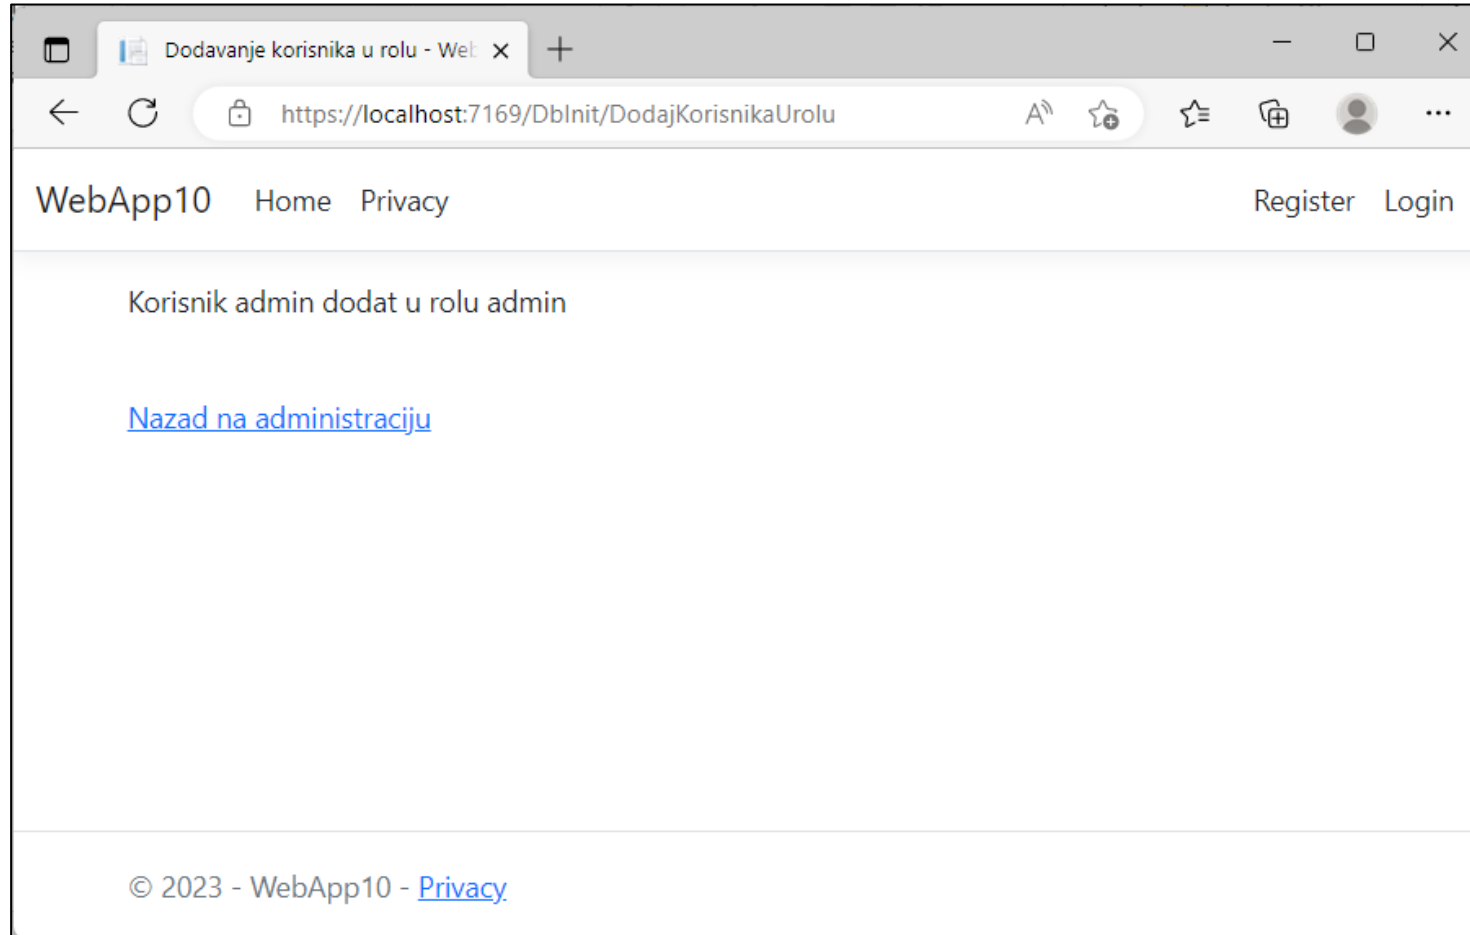 Dodavanje korisnika u rolu - Web
https://localhost:7169/DbInit/DodajKorisnikaUrolu
WebApp10 Home Privacy Register Login
Korisnik admin dodat u rolu admin
Nazad na administraciju
© 2023 - WebApp10 - Privacy